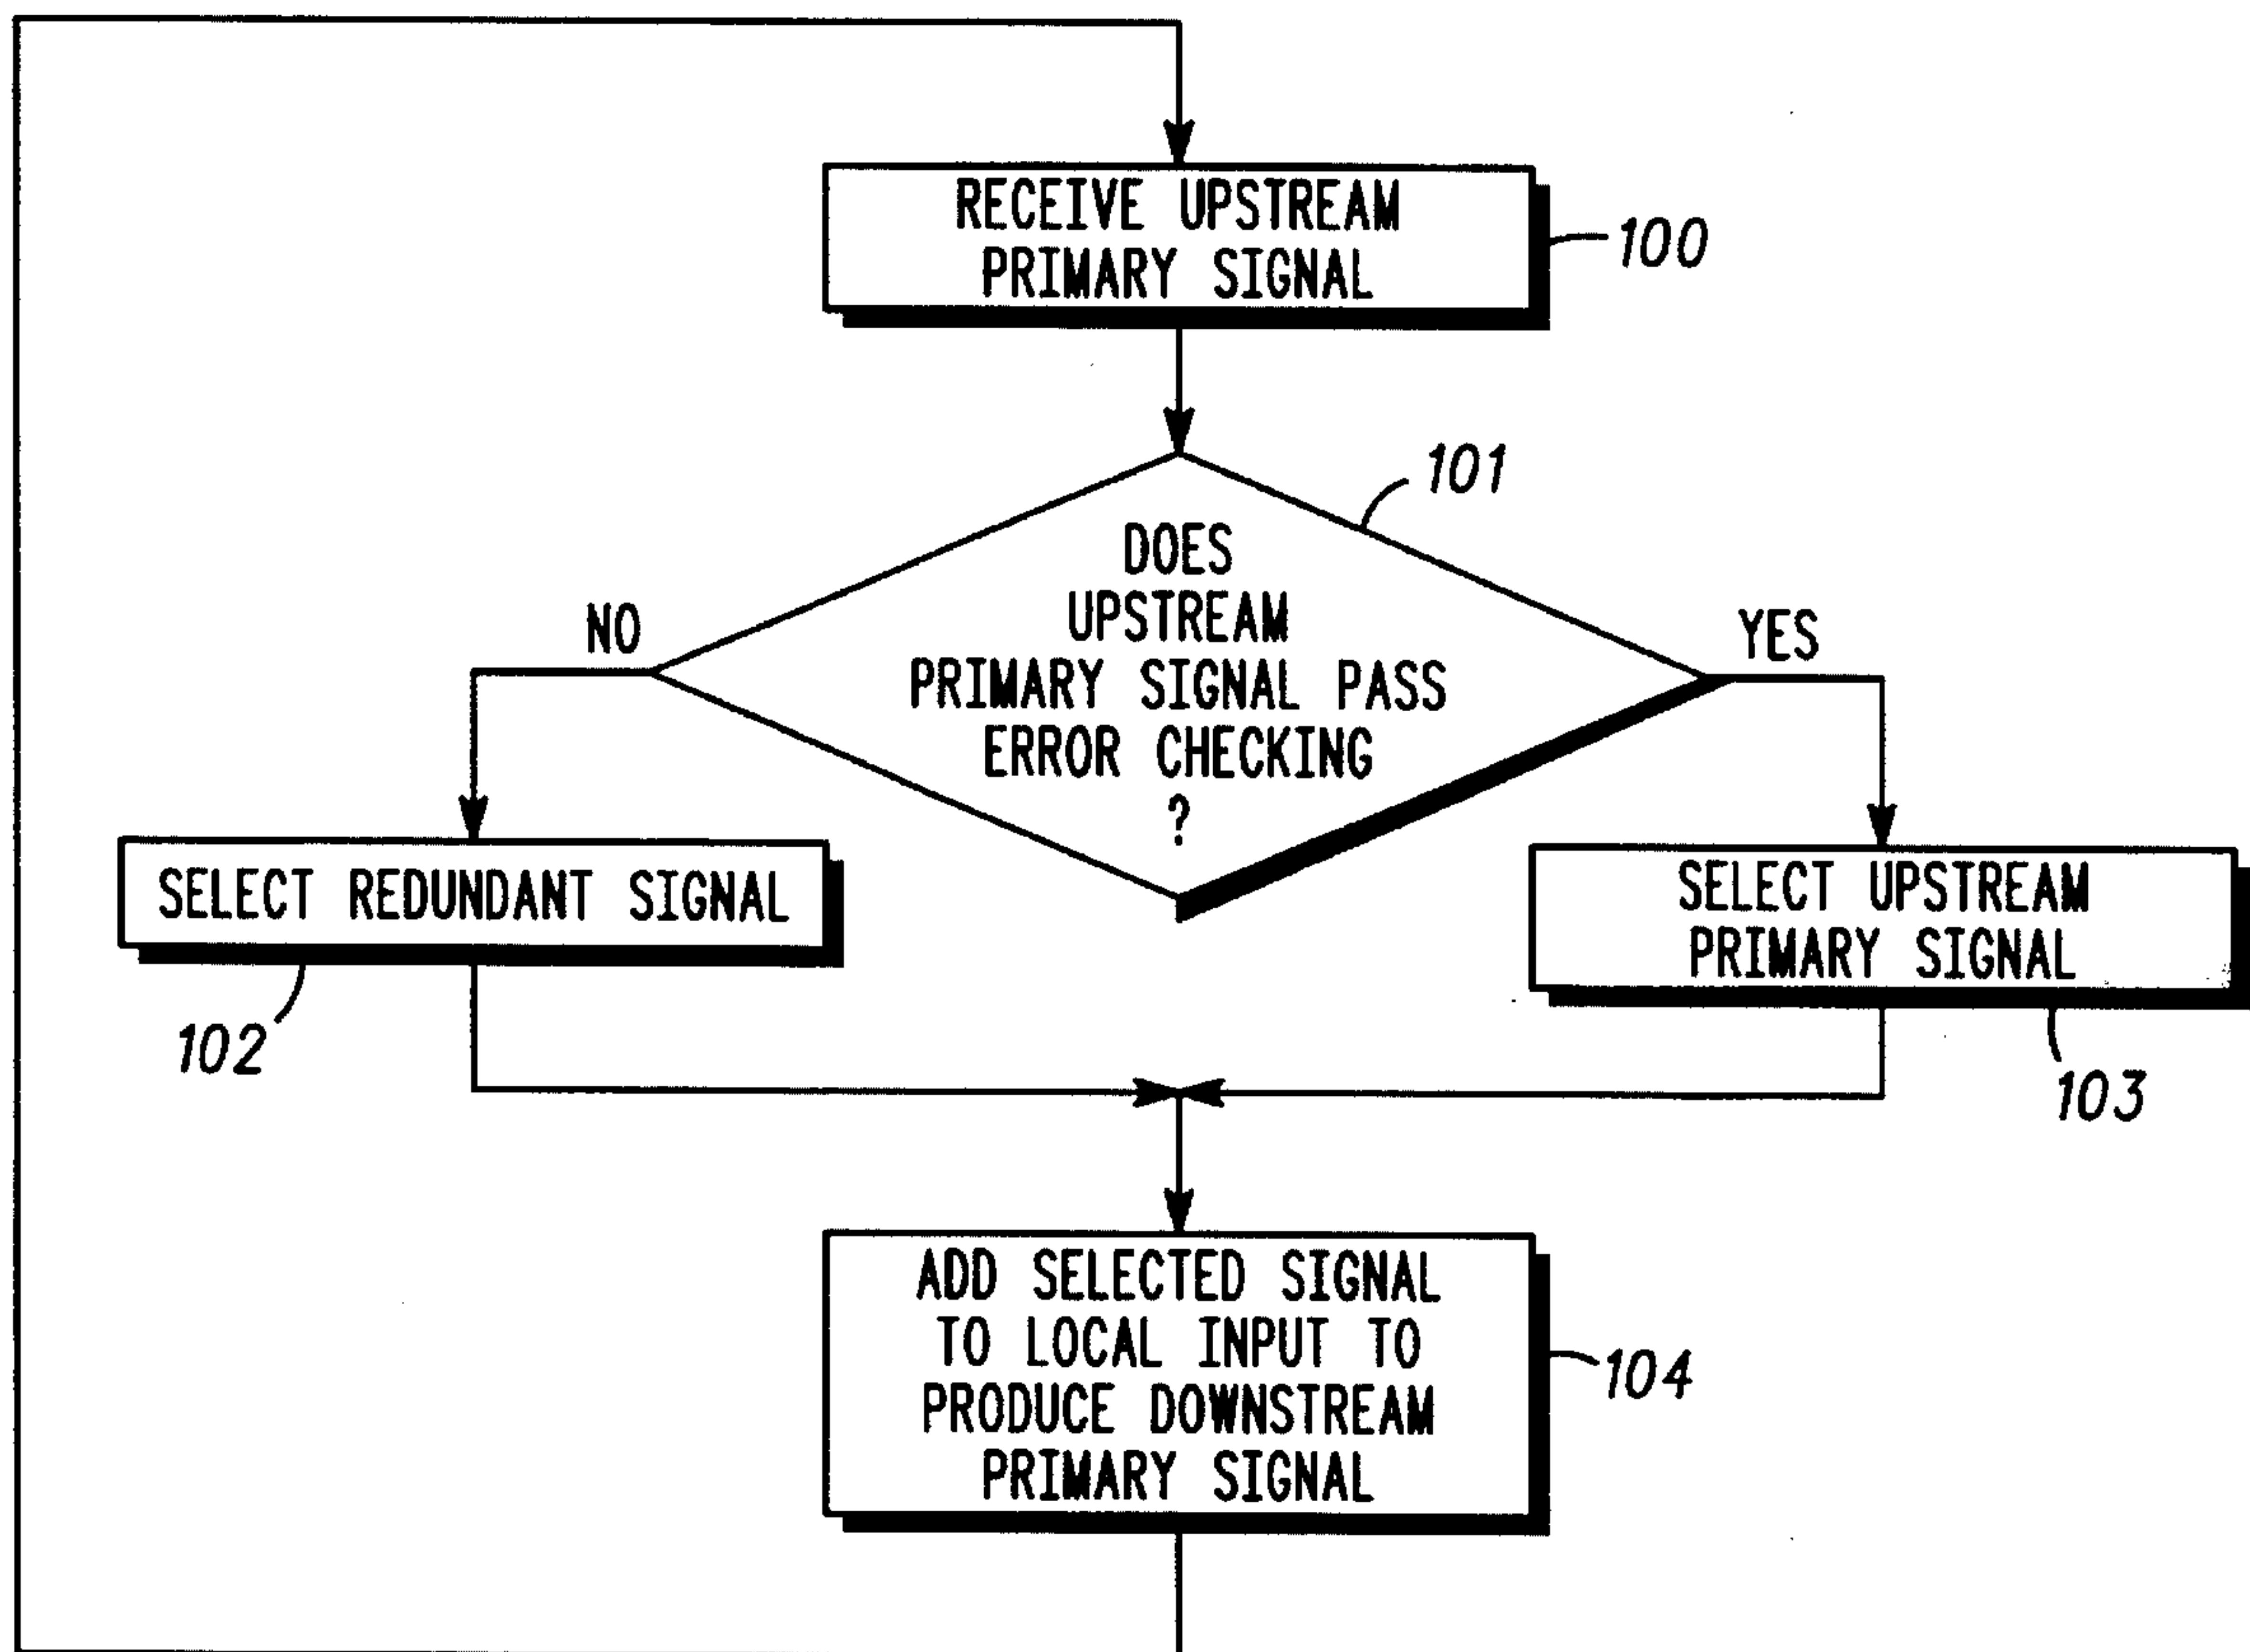 RECEIVE UPSTREAM
PRIMARY SIGNAL
100
101
DOES
UPSTREAM
PRIMARY SIGNAL PASS
ERROR CHECKING
?
NO
YES
SELECT REDUNDANT SIGNAL
102
SELECT UPSTREAM
PRIMARY SIGNAL
103
ADD SELECTED SIGNAL
TO LOCAL INPUT TO
PRODUCE DOWNSTREAM
PRIMARY SIGNAL
104